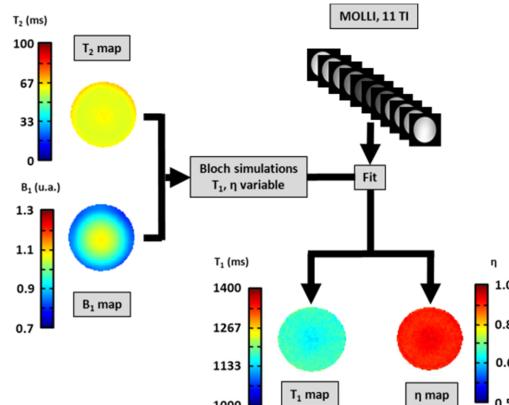 T₂ (ms)
100
67
33
0
T₂ map
MOLLI, 11 TI
Bloch simulations
T₁, η variable
Fit
B₁ (u.a.)
1.3
1.1
0.9
0.7
B₁ map
T₁ (ms)
1400
1267
1133
T₁ map
η
η map